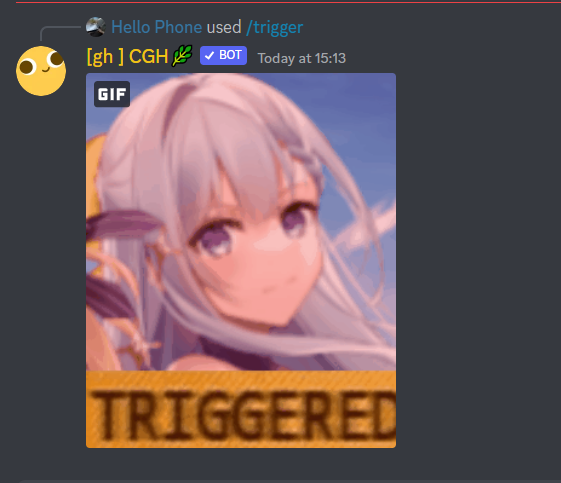 Hello Phone used /trigger
[gh ] CGH🌿 BOT Today at 15:13
GIF
TRIGGERED